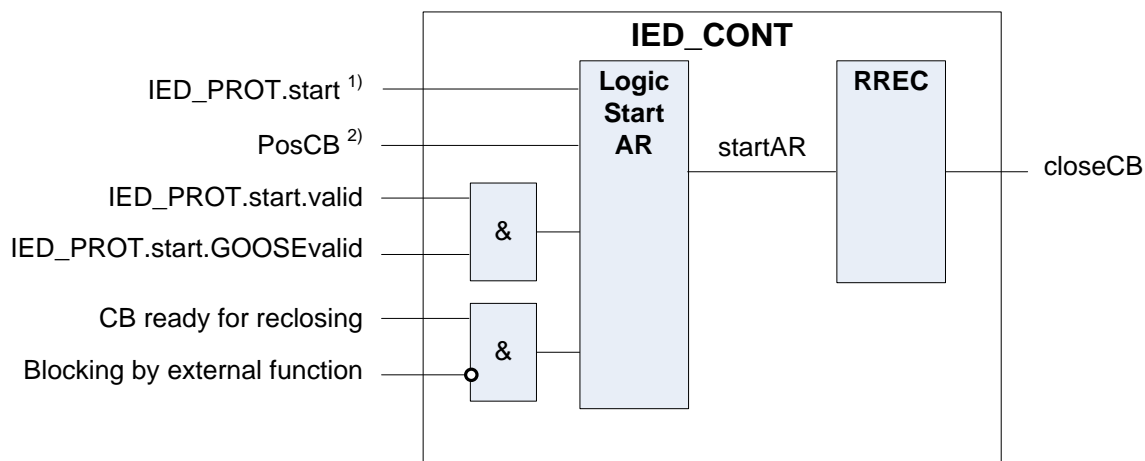 IED_CONT
IED_PROT.start 1)
PosCB 2)
IED_PROT.start.valid
IED_PROT.start.GOOSEvalid
CB ready for reclosing
Blocking by external function
&
&
Logic
Start
AR
startAR
RREC
closeCB